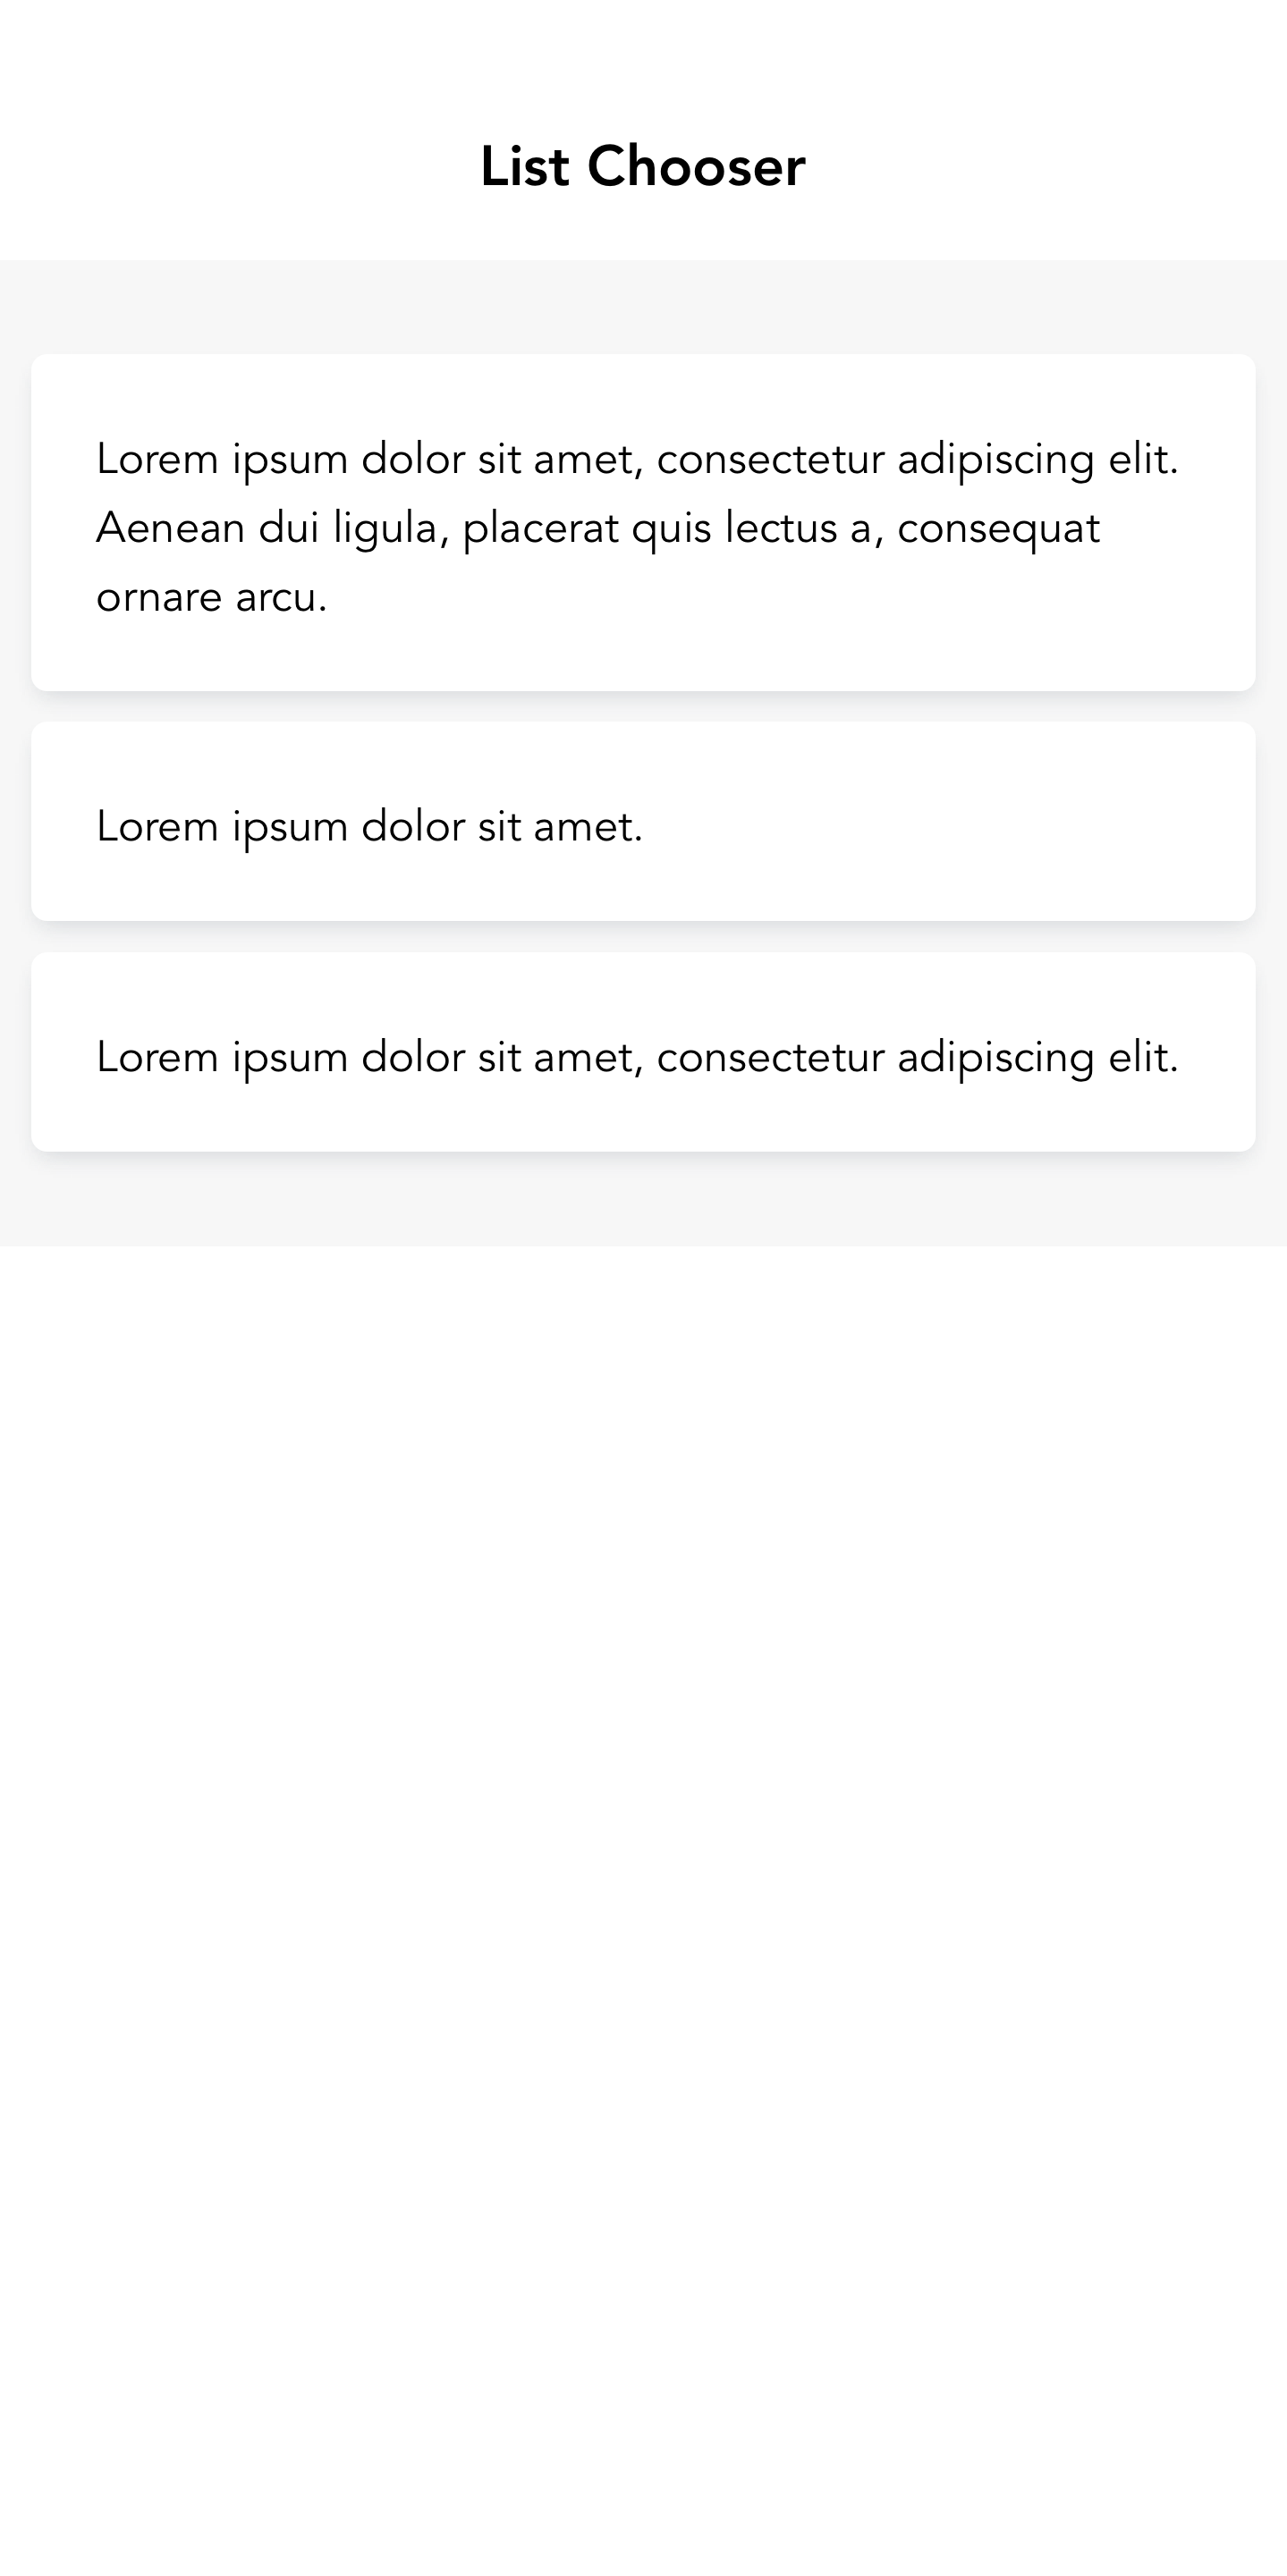 List Chooser
Lorem ipsum dolor sit amet, consectetur adipiscing elit.
Aenean dui ligula, placerat quis lectus a, consequat
ornare arcu.
Lorem ipsum dolor sit amet.
Lorem ipsum dolor sit amet, consectetur adipiscing elit.